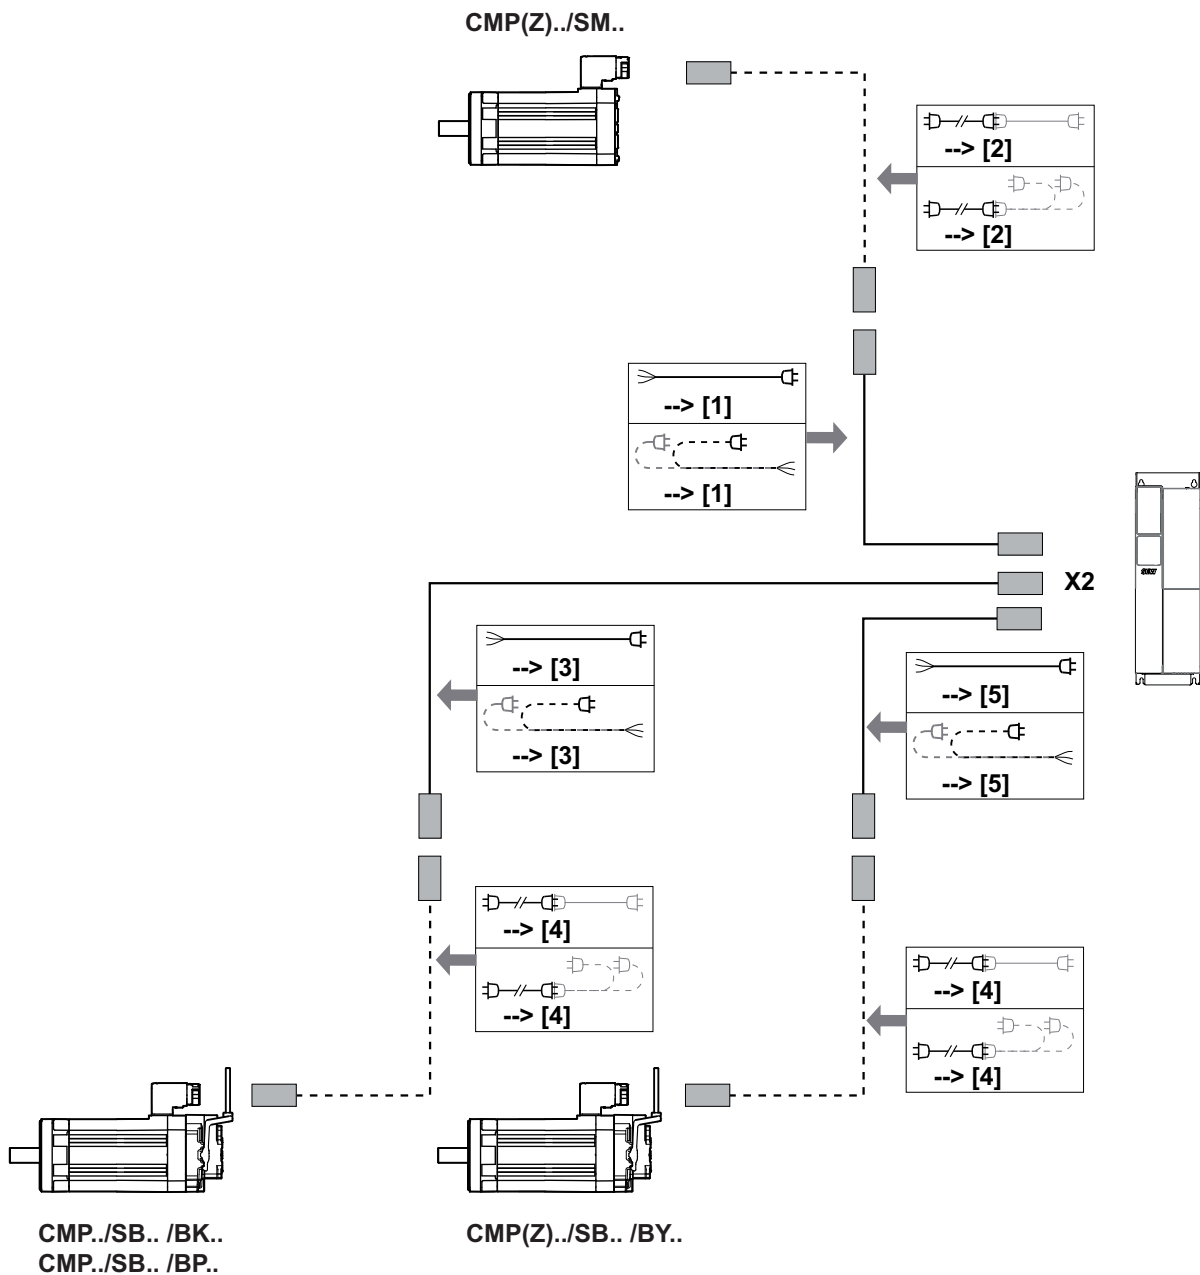 CMP(Z)../SM..
--> [2]
--> [2]
--> [1]
--> [1]
X2
--> [3]
--> [3]
--> [5]
--> [5]
--> [4]
--> [4]
--> [4]
--> [4]
CMP../SB.. /BK..
CMP../SB.. /BP..
CMP(Z)../SB.. /BY..